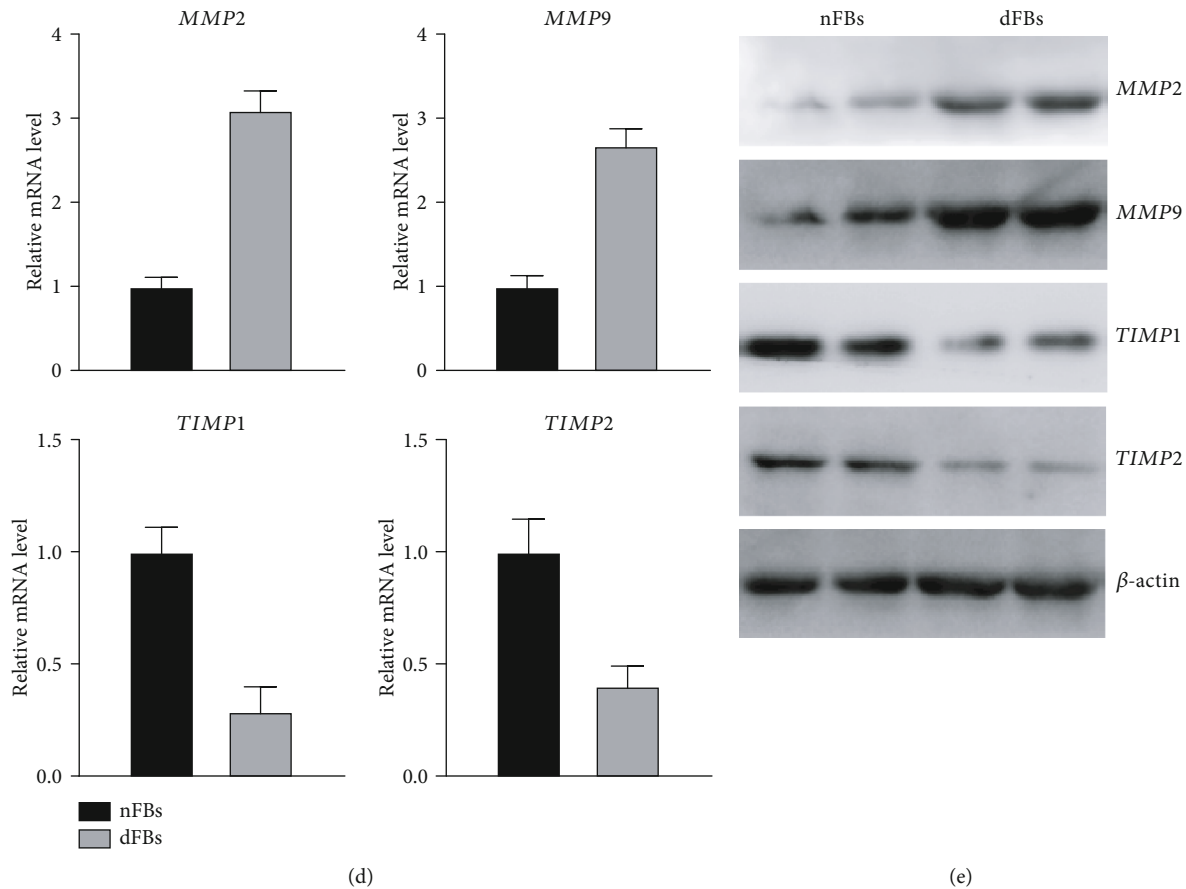 MMP2
Relative mRNA level
4
3
2
1
0
MMP9
Relative mRNA level
4
3
2
1
0
TIMP1
Relative mRNA level
1.5
1.0
0.5
0.0
TIMP2
Relative mRNA level
1.5
1.0
0.5
0.0
nFBs
dFBs
(d)
nFBs dFBs
MMP2
MMP9
TIMP1
TIMP2
β-actin
(e)